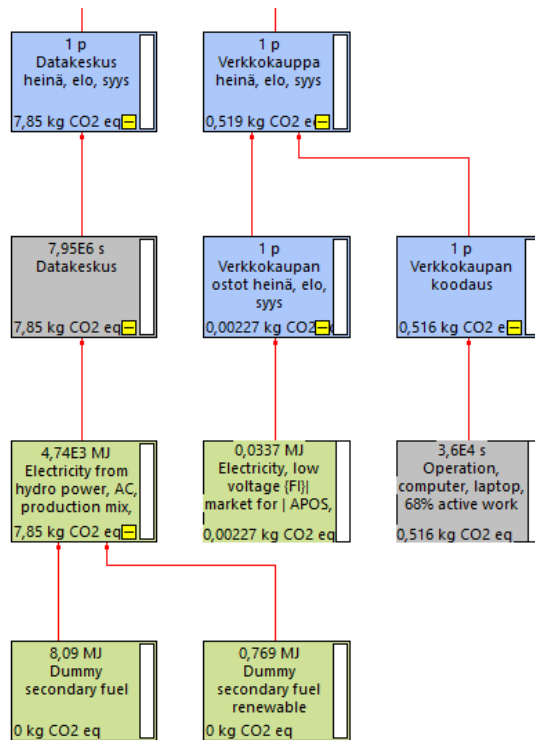 1 p
Datakeskus
heinä, elo, syys
7,85 kg CO2 eq
1 p
Verkkokauppa
heinä, elo, syys
0,519 kg CO2 eq
7,95E6 s
Datakeskus
7,85 kg CO2 eq
1 p
Verkkokaupan
ostot heinä, elo,
syys
0,00227 kg CO2 eq
1 p
Verkkokaupan
koodaus
0,516 kg CO2 e
4,74E3 MJ
Electricity from
hydro power, AC,
production mix,
7,85 kg CO2 eq
0,0337 MJ
Electricity, low
voltage {FI}|
market for | APOS,
0,00227 kg CO2 eq
3,6E4 s
Operation,
computer, laptop,
68% active work
0,516 kg CO2 eq
8,09 MJ
Dummy
secondary fuel
0 kg CO2 eq
0,769 MJ
Dummy
secondary fuel
renewable
0 kg CO2 eq